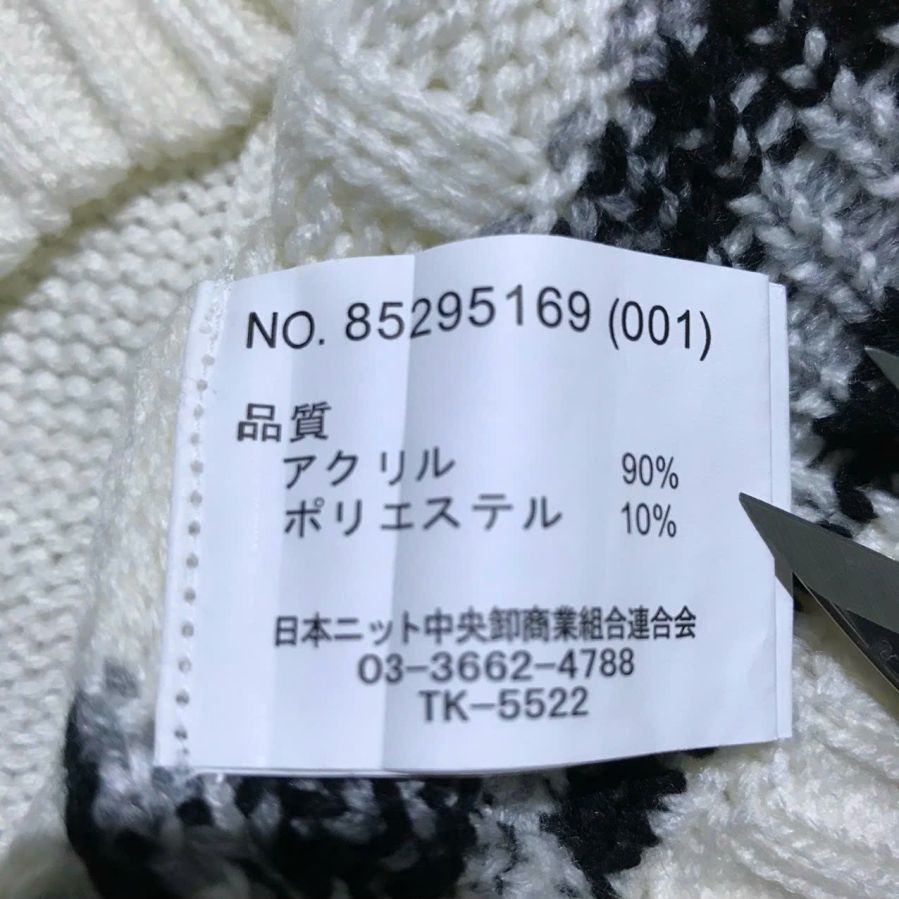 NO. 85295169 (001)
品質
アクリル 90%
ポリエステル 10%
日本ニット中央卸商業組合連合会
03-3662-4788
TK-5522